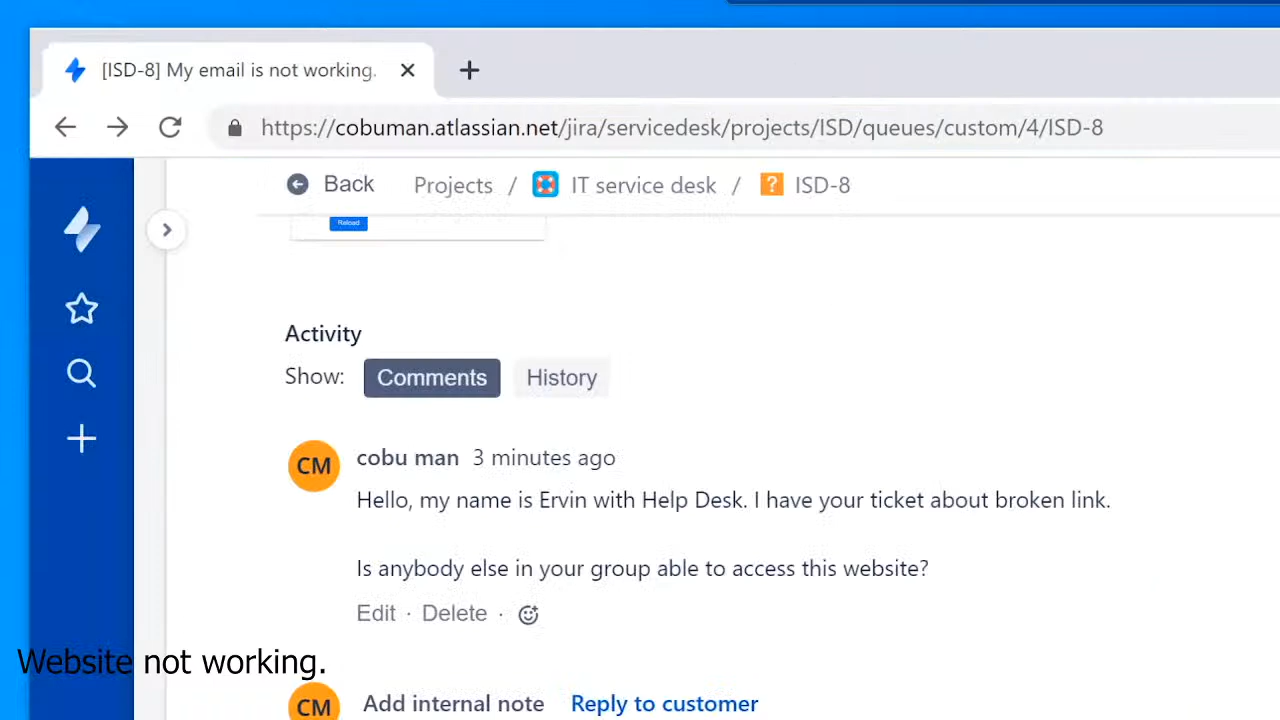 [ISD-8] My email is not working.
https://cobuman.atlassian.net/jira/servicedesk/projects/ISD/queues/custom/4/ISD-8
Back Projects / IT service desk / ? ISD-8
Reload
Activity
Show: Comments History
CM cobu man 3 minutes ago
Hello, my name is Ervin with Help Desk. I have your ticket about broken link.
Is anybody else in your group able to access this website?
Edit · Delete ·
Website not working.
CM Add internal note Reply to customer